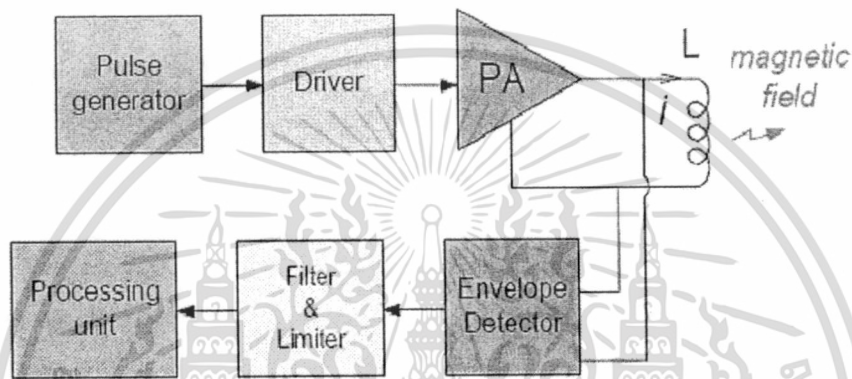 Pulse
generator
Driver
PA
L
i
magnetic
field
Processing
unit
Filter
&
Limiter
Envelope
Detector